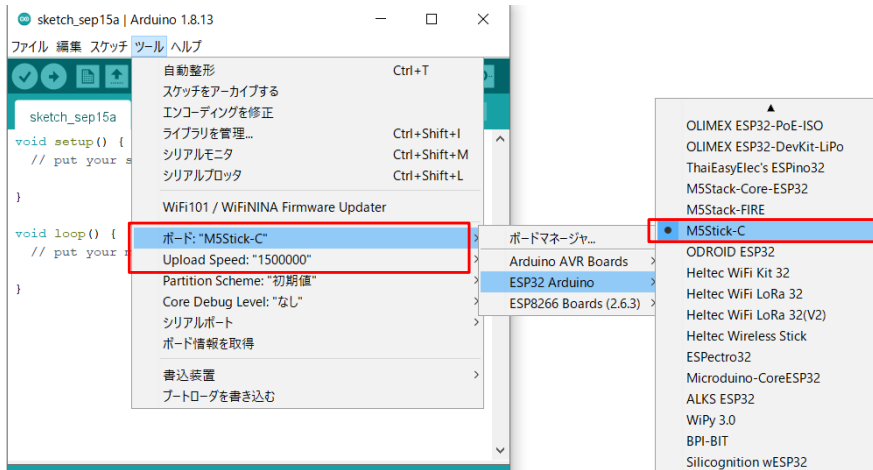 sketch_sep15a | Arduino 1.8.13
ファイル 編集 スケッチ ツール ヘルプ
sketch_sep15a
void setup() {
// put your s
}
void loop() {
// put your
}
自動整形 Ctrl+T
スケッチをアーカイブする
エンコーディングを修正
ライブラリを管理... Ctrl+Shift+I
シリアルモニタ Ctrl+Shift+M
シリアルプロッタ Ctrl+Shift+L
WiFi101 / WiFiNINA Firmware Updater
ボード: "M5Stick-C"
Upload Speed: "1500000"
Partition Scheme: "初期値"
Core Debug Level: "なし"
シリアルポート
ボード情報を取得
書込装置
ブートローダを書き込む
ボードマネージャ...
Arduino AVR Boards
ESP32 Arduino
ESP8266 Boards (2.6.3)
OLIMEX ESP32-PoE-ISO
OLIMEX ESP32-DevKit-LiPo
ThaiEasyElec's ESPino32
M5Stack-Core-ESP32
M5Stack-FIRE
M5Stick-C
ODROID ESP32
Heltec WiFi Kit 32
Heltec WiFi LoRa 32
Heltec WiFi LoRa 32(V2)
Heltec Wireless Stick
ESPectro32
Microduino-CoreESP32
ALKS ESP32
WiPy 3.0
BPI-BIT
Silicognition wESP32